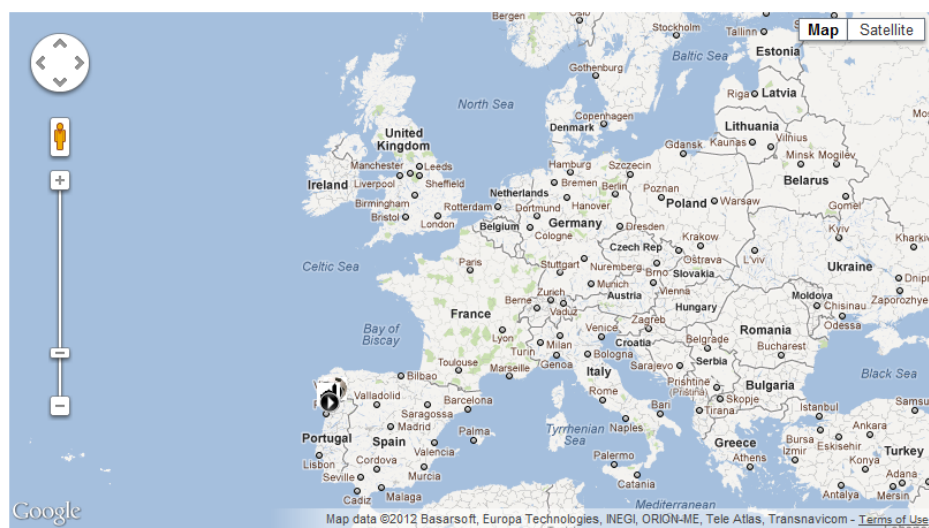 Bergen
Oslo
Stockholm
Tallinn
Map
Satellite
Estonia
Baltic Sea
Gothenburg
Riga
Latvia
North Sea
Copenhagen
Denmark
Lithuania
Kaunas
Vilnius
United
Kingdom
Gdansk
Minsk
Mogilev
Manchester
Leeds
Hamburg
Szczecin
Ireland
Liverpool
Sheffield
Bremen
Berlin
Poznan
Belarus
Netherlands
Birmingham
Rotterdam
Dortmund
Hanover
Poland
Warsaw
Gomel
Bristol
London
Belgium
Germany
Dresden
Cologne
Krakow
Kyiv
Czech Rep
Kharkiv
Celtic Sea
Paris
Stuttgart
Nuremberg
Brno
Ostrava
L'viv
Slovakia
Ukraine
Munich
Vienna
Zurich
Austria
Berne
Vaduz
Hungary
Moldova
Chisinau
Zaporozhye
France
Zagreb
Odessa
Bay of
Biscay
Lyon
Turin
Milan
Venice
Croatia
Belgrade
Romania
Bucharest
Toulouse
Marseille
Genoa
Bologna
Sarajevo
Serbia
Bilbao
Italy
Prishtine
(Priština)
Bulgaria
Black Sea
Valladolid
Barcelona
Rome
Skopje
Saragossa
Bari
Tirana
Istanbul
Samsu
Madrid
Palma
Tyrrhenian
Sea
Naples
Ankara
Portugal
Spain
Valencia
Greece
Bursa
Eskisehir
Turkey
Lisbon
Cordova
Palermo
Athens
Izmir
Konya
Seville
Murcia
Catania
Adana
Cadiz
Malaga
Antalya
Mersin
Mediterranean
Google
Map data ©2012 Basarsoft, Europa Technologies, INEGI, ORION-ME, Tele Atlas, Transnavicom - Terms of Use